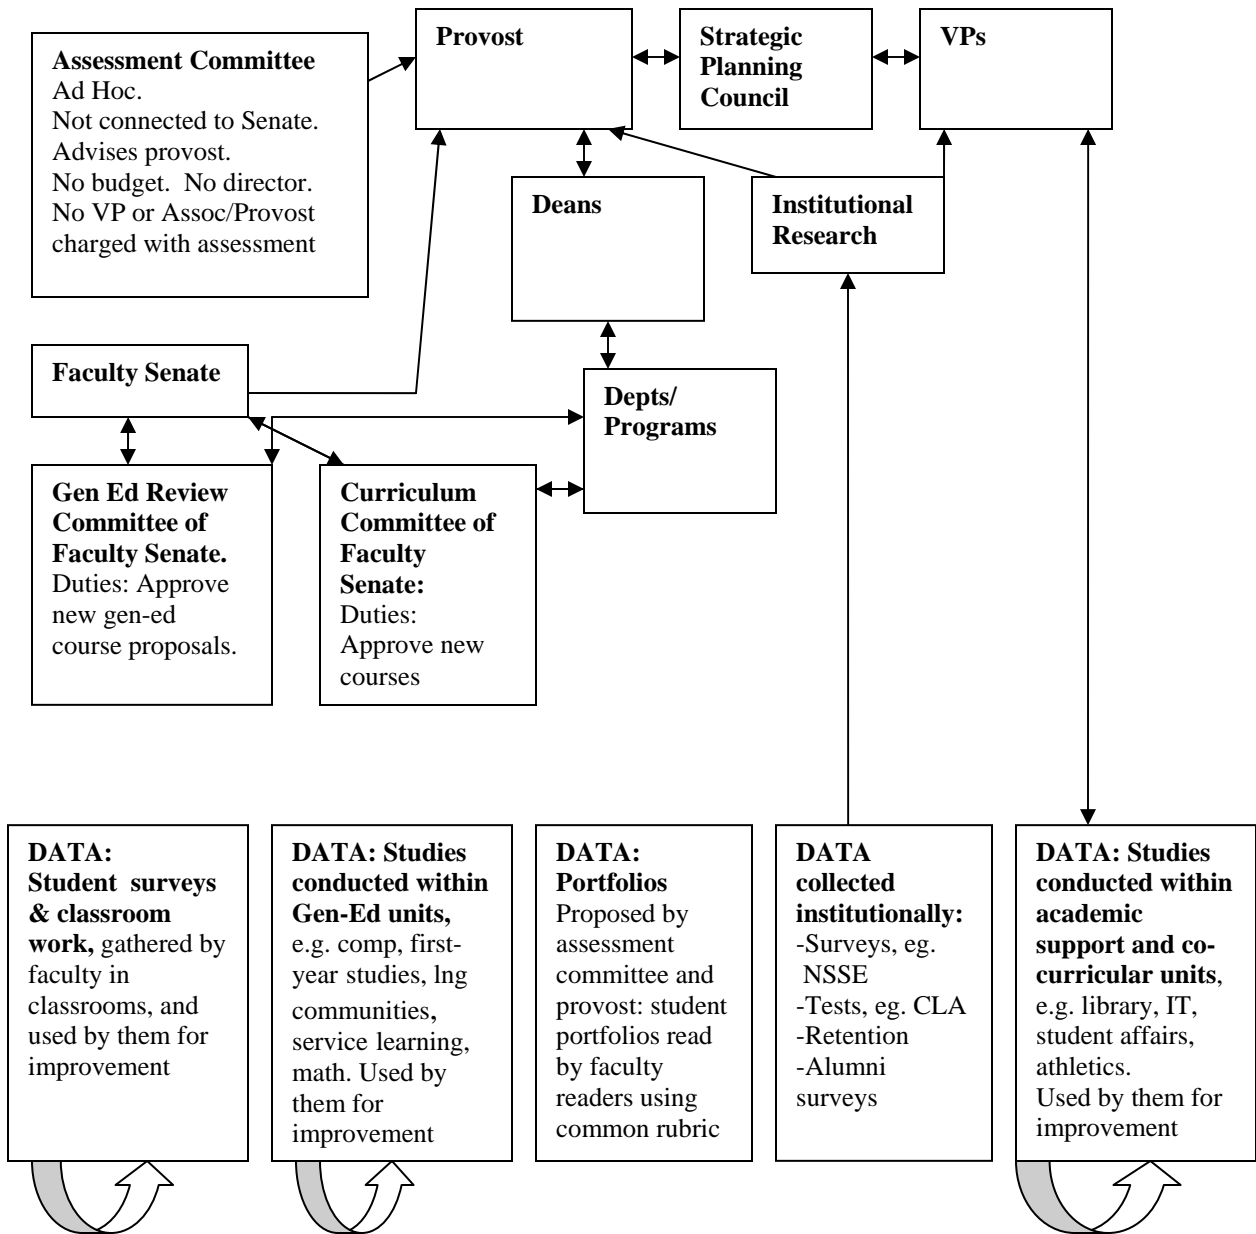 Assessment Committee
Ad Hoc.
Not connected to Senate.
Advises provost.
No budget.  No director.
No VP or Assoc/Provost
charged with assessment
Provost
Strategic
Planning
Council
VPs
Deans
Institutional
Research
Faculty Senate
Depts/
Programs
Gen Ed Review
Committee of
Faculty Senate.
Duties: Approve
new gen-ed
course proposals.
Curriculum
Committee of
Faculty
Senate:
Duties:
Approve new
courses
DATA:
Student  surveys
& classroom
work, gathered by
faculty in
classrooms, and
used by them for
improvement
DATA: Studies
conducted within
Gen-Ed units,
e.g. comp, first-
year studies, lng
communities,
service learning,
math. Used by
them for
improvement
DATA:
Portfolios
Proposed by
assessment
committee and
provost: student
portfolios read
by faculty
readers using
common rubric
DATA
collected
institutionally:
-Surveys, eg.
NSSE
-Tests, eg. CLA
-Retention
-Alumni
surveys
DATA: Studies
conducted within
academic
support and co-
curricular units,
e.g. library, IT,
student affairs,
athletics.
Used by them for
improvement